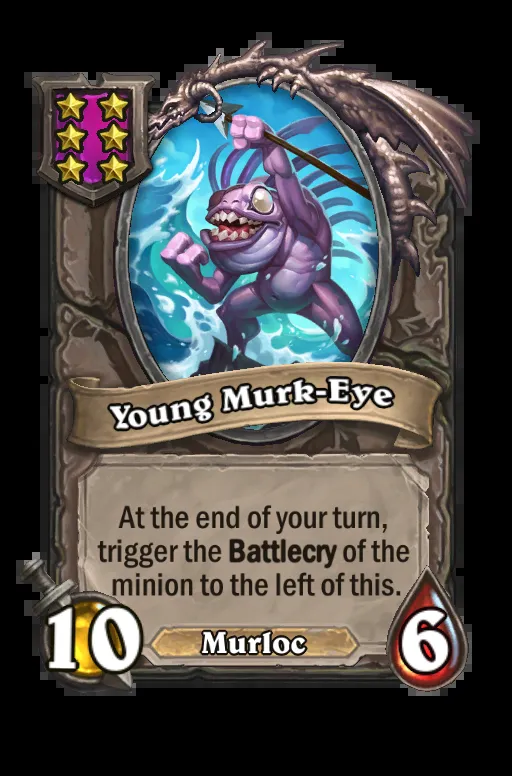 Young Murk-Eye
At the end of your turn,
trigger the Battlecry of the
minion to the left of this.
10
Murloc
6